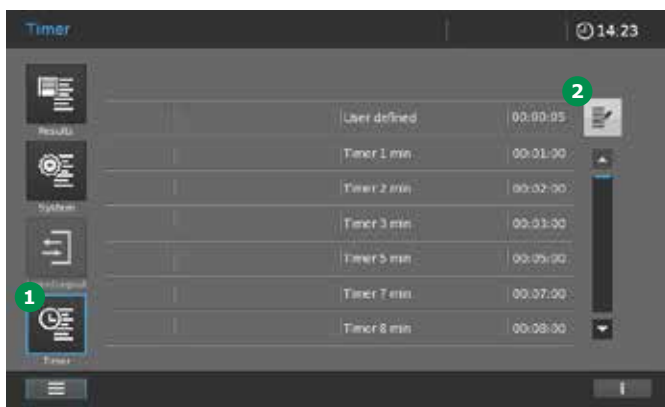 Timer
14:23
2
Results
User defined 00:00:05
Timer 1 min 00:01:00
System
Timer 2 min 00:02:00
Timer 3 min 00:03:00
Timer 5 min 00:05:00
1
Timer 7 min 00:07:00
Timer 8 min 00:08:00
Timer
i